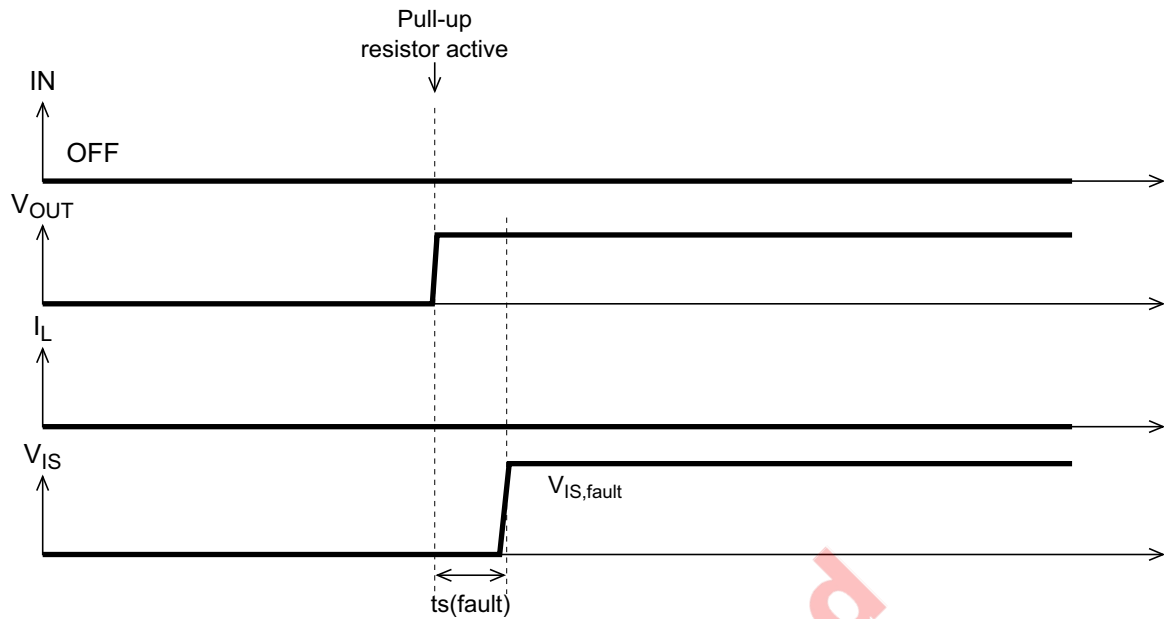 Pull-up
resistor active
IN
OFF
VOUT
IL
VIS
VIS,fault
ts(fault)
d